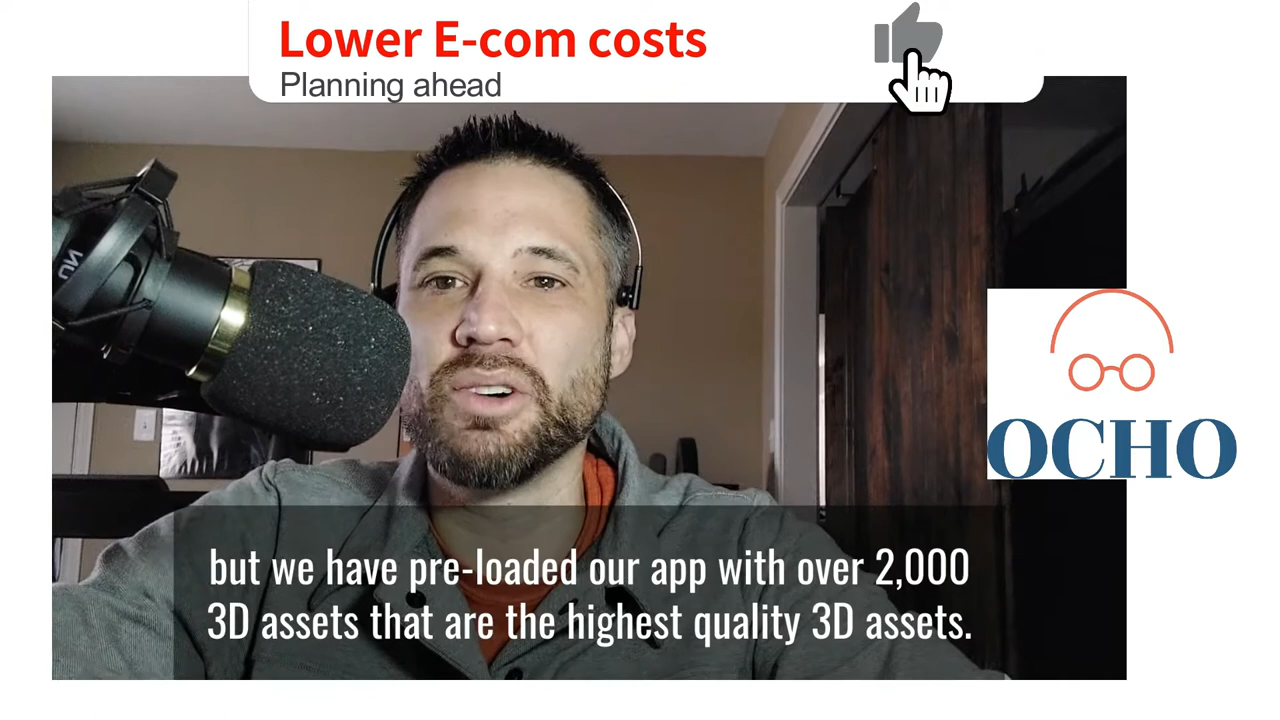 Lower E-com costs
Planning ahead
NU
OCHO
but we have pre-loaded our app with over 2,000
3D assets that are the highest quality 3D assets.